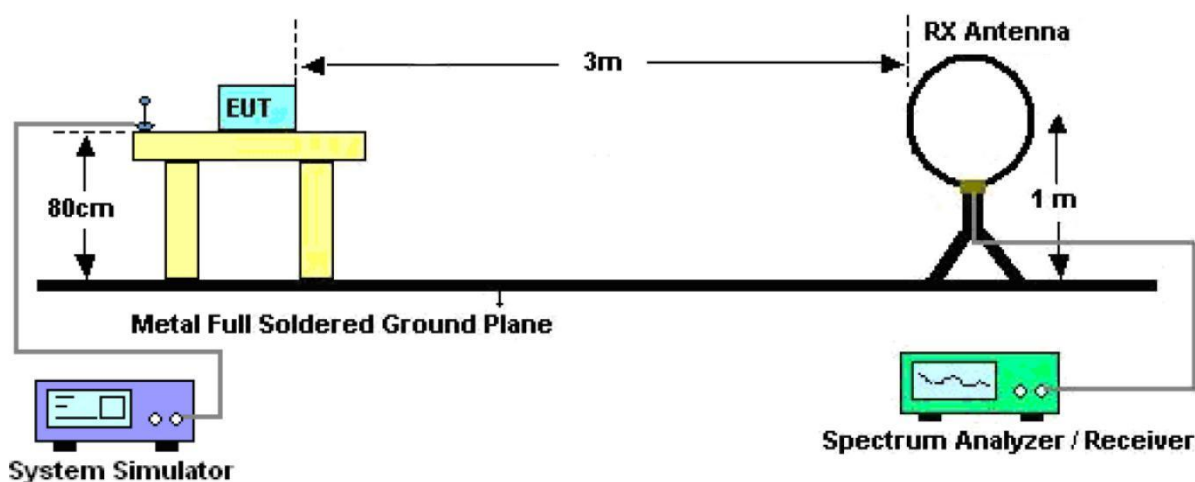 RX Antenna
3m
EUT
80cm
1 m
Metal Full Soldered Ground Plane
System Simulator
Spectrum Analyzer / Receiver